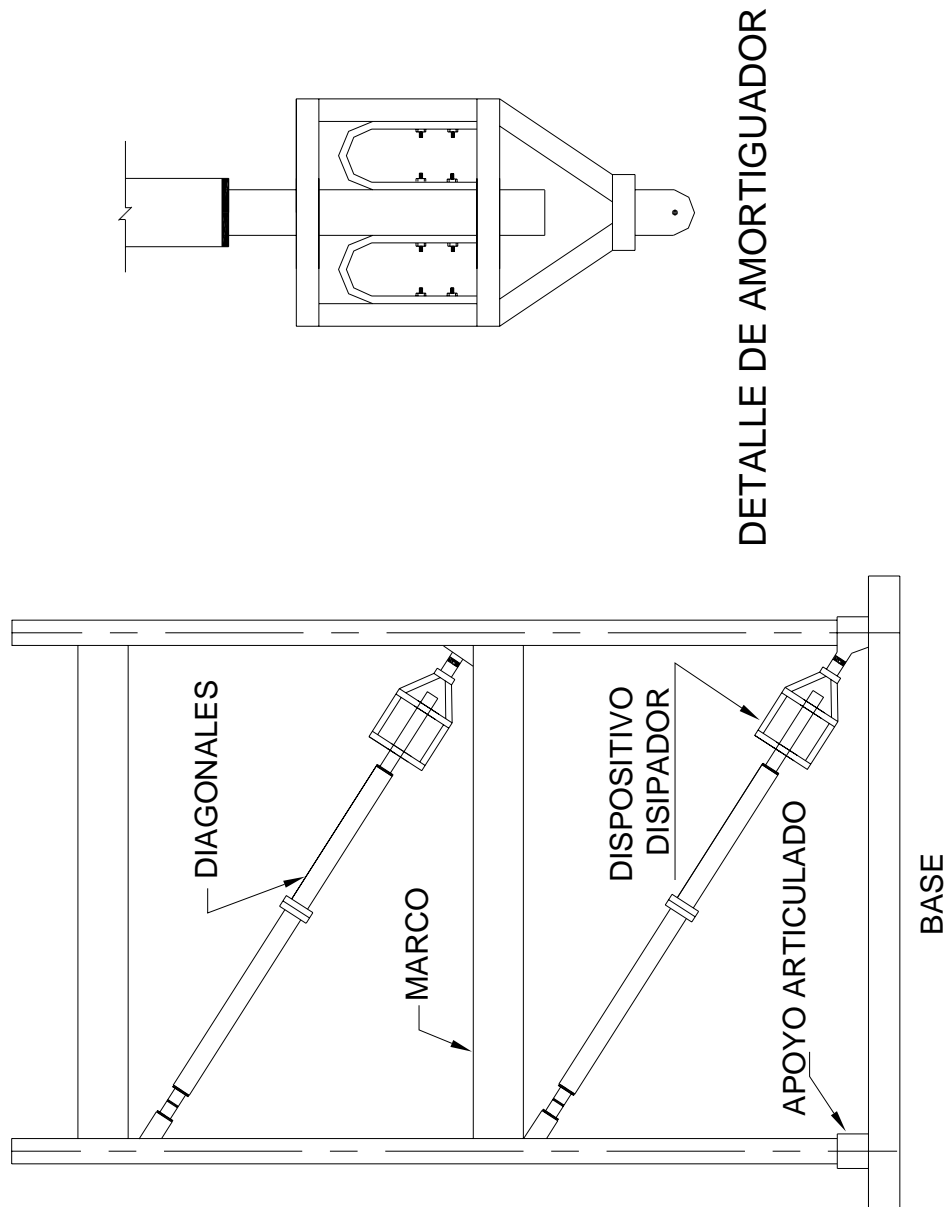 DETALLE DE AMORTIGUADOR
DIAGONALES
MARCO
DISPOSITIVO
DISIPADOR
APOYO ARTICULADO
BASE